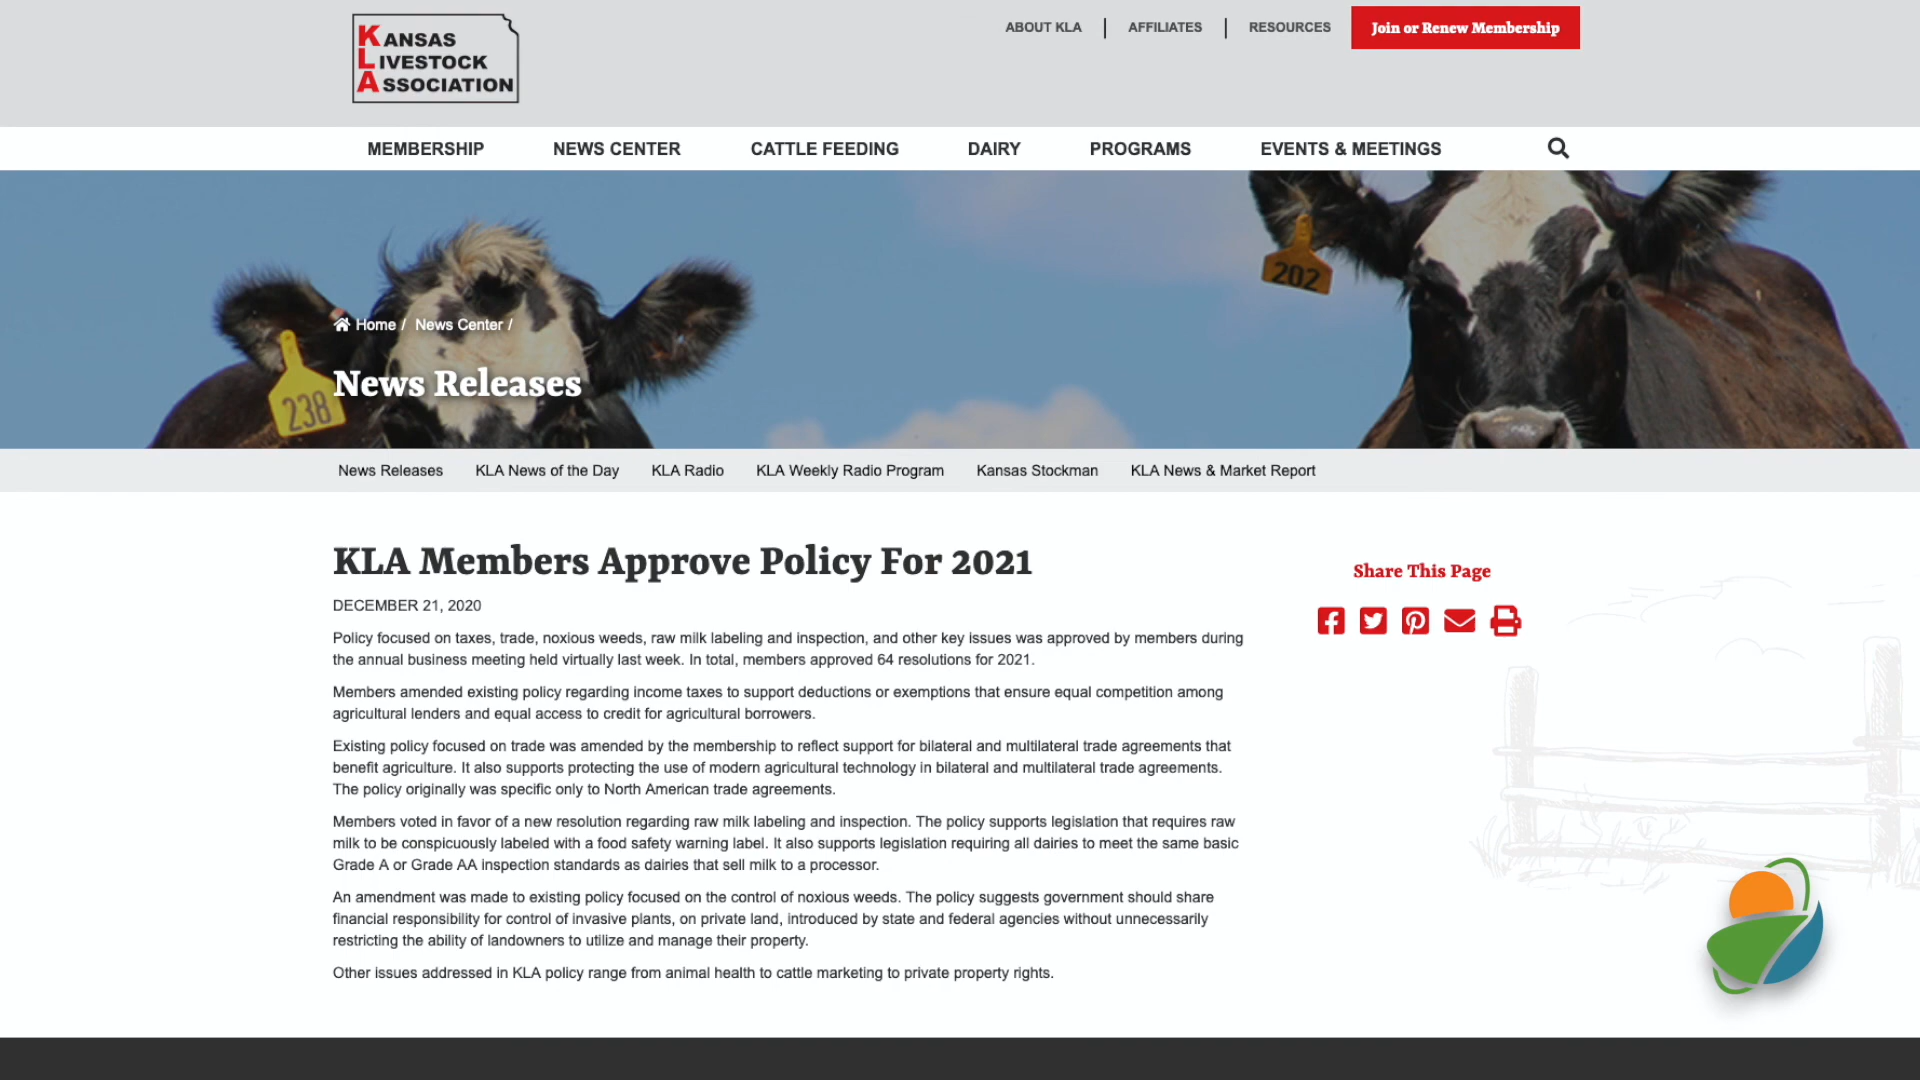 KANSAS
LIVESTOCK
ASSOCIATION
ABOUT KLA
AFFILIATES
RESOURCES
Join or Renew Membership
MEMBERSHIP
NEWS CENTER
CATTLE FEEDING
DAIRY
PROGRAMS
EVENTS & MEETINGS
202
Home / News Center /
News Releases
238
News Releases
KLA News of the Day
KLA Radio
KLA Weekly Radio Program
Kansas Stockman
KLA News & Market Report
KLA Members Approve Policy For 2021
DECEMBER 21, 2020
Policy focused on taxes, trade, noxious weeds, raw milk labeling and inspection, and other key issues was approved by members during
the annual business meeting held virtually last week. In total, members approved 64 resolutions for 2021.
Members amended existing policy regarding income taxes to support deductions or exemptions that ensure equal competition among
agricultural lenders and equal access to credit for agricultural borrowers.
Existing policy focused on trade was amended by the membership to reflect support for bilateral and multilateral trade agreements that
benefit agriculture. It also supports protecting the use of modern agricultural technology in bilateral and multilateral trade agreements.
The policy originally was specific only to North American trade agreements.
Members voted in favor of a new resolution regarding raw milk labeling and inspection. The policy supports legislation that requires raw
milk to be conspicuously labeled with a food safety warning label. It also supports legislation requiring all dairies to meet the same basic
Grade A or Grade AA inspection standards as dairies that sell milk to a processor.
An amendment was made to existing policy focused on the control of noxious weeds. The policy suggests government should share
financial responsibility for control of invasive plants, on private land, introduced by state and federal agencies without unnecessarily
restricting the ability of landowners to utilize and manage their property.
Other issues addressed in KLA policy range from animal health to cattle marketing to private property rights.
Share This Page